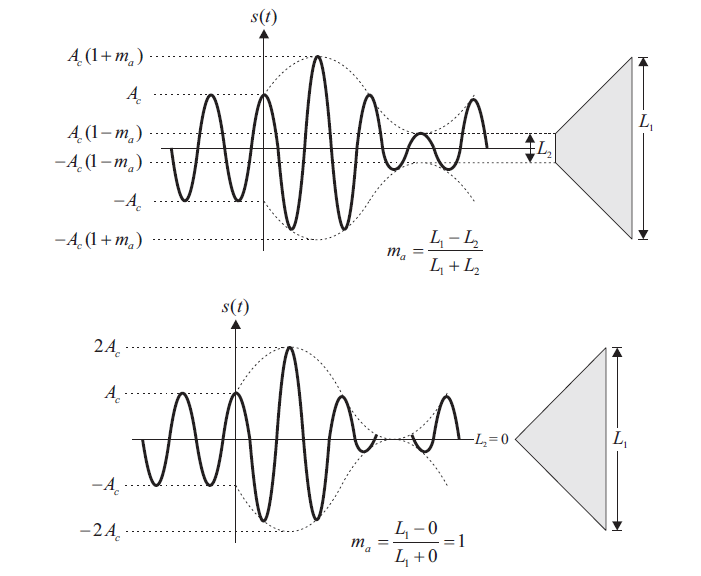 s(t)
A_c(1+m_a)
A_c
A_c(1−m_a)
−A_c(1−m_a)
−A_c
−A_c(1+m_a)
L_2
L_1
m_a = (L_1 − L_2)/(L_1 + L_2)
s(t)
2A_c
A_c
−A_c
−2A_c
L_2=0
L_1
m_a = (L_1 − 0)/(L_1 + 0) = 1